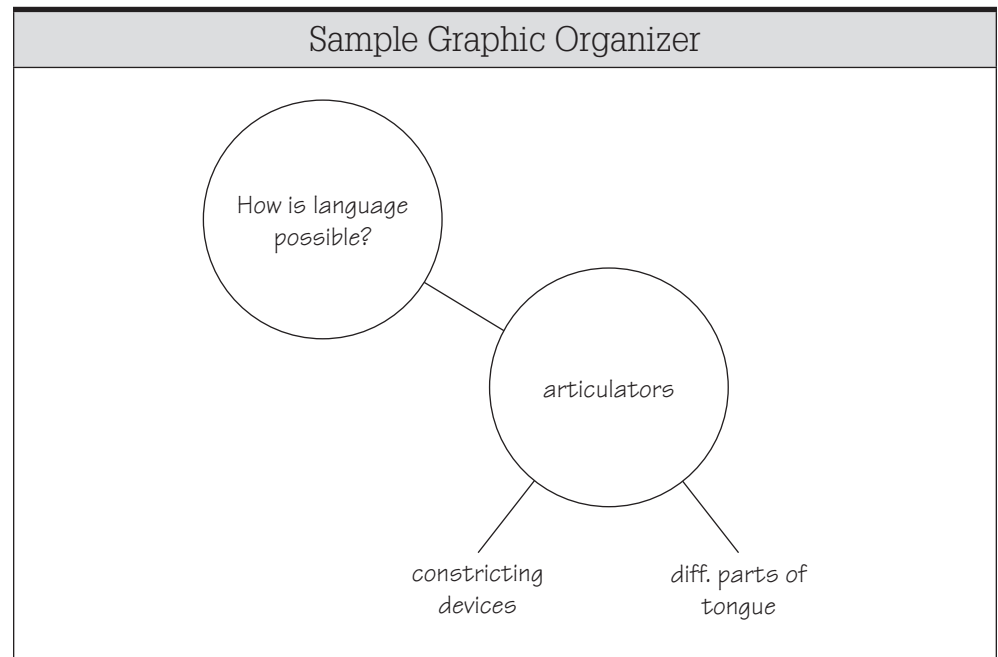 Sample Graphic Organizer
How is language
possible?
articulators
constricting
devices
diff. parts of
tongue